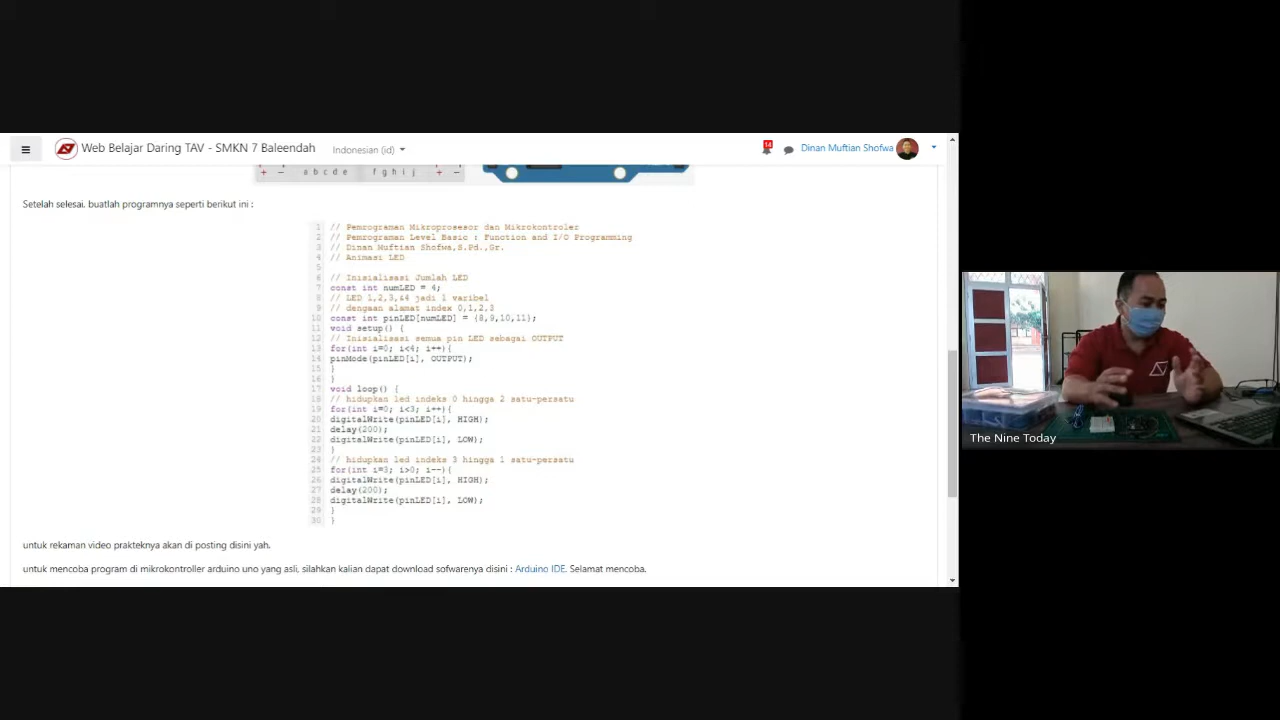 Web Belajar Daring TAV - SMKN 7 Baleendah
Indonesian (id)
14
Dinan Muftian Shofwa
+ − a b c d e f g h i j + −
Setelah selesai, buatlah programnya seperti berikut ini :
1 // Pemrograman Mikroprosesor dan Mikrokontroler
2 // Pemrograman Level Basic : Function and I/O Programming
3 // Dinan Muftian Shofwa,S.Pd.,Gr.
4 // Animasi LED
5
6 // Inisialisasi Jumlah LED
7 const int numLED = 4;
8 // LED 1,2,3,&4 jadi 1 varibel
9 // dengaan alamat index 0,1,2,3
10 const int pinLED[numLED] = {8,9,10,11};
11 void setup() {
12 // Inisialisasi semua pin LED sebagai OUTPUT
13 for(int i=0; i<4; i++){
14 pinMode(pinLED[i], OUTPUT);
15 }
16 }
17 void loop() {
18 // hidupkan led indeks 0 hingga 2 satu-persatu
19 for(int i=0; i<3; i++){
20 digitalWrite(pinLED[i], HIGH);
21 delay(200);
22 digitalWrite(pinLED[i], LOW);
23 }
24 // hidupkan led indeks 3 hingga 1 satu-persatu
25 for(int i=3; i>0; i--){
26 digitalWrite(pinLED[i], HIGH);
27 delay(200);
28 digitalWrite(pinLED[i], LOW);
29 }
30 }
untuk rekaman video prakteknya akan di posting disini yah.
untuk mencoba program di mikrokontroller arduino uno yang asli, silahkan kalian dapat download sofwarenya disini : Arduino IDE. Selamat mencoba.
The Nine Today